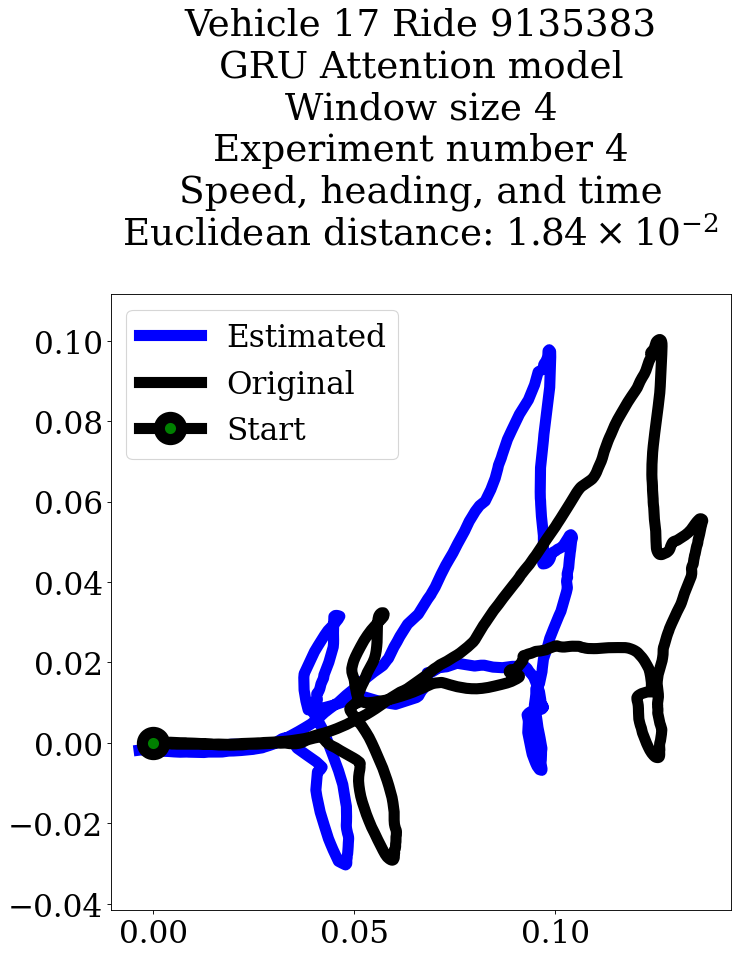 Vehicle 17 Ride 9135383
GRU Attention model
Window size 4
Experiment number 4
Speed, heading, and time
Euclidean distance: 1.84 × 10⁻²
Estimated
Original
Start
0.10
0.08
0.06
0.04
0.02
0.00
−0.02
−0.04
0.00 0.05 0.10